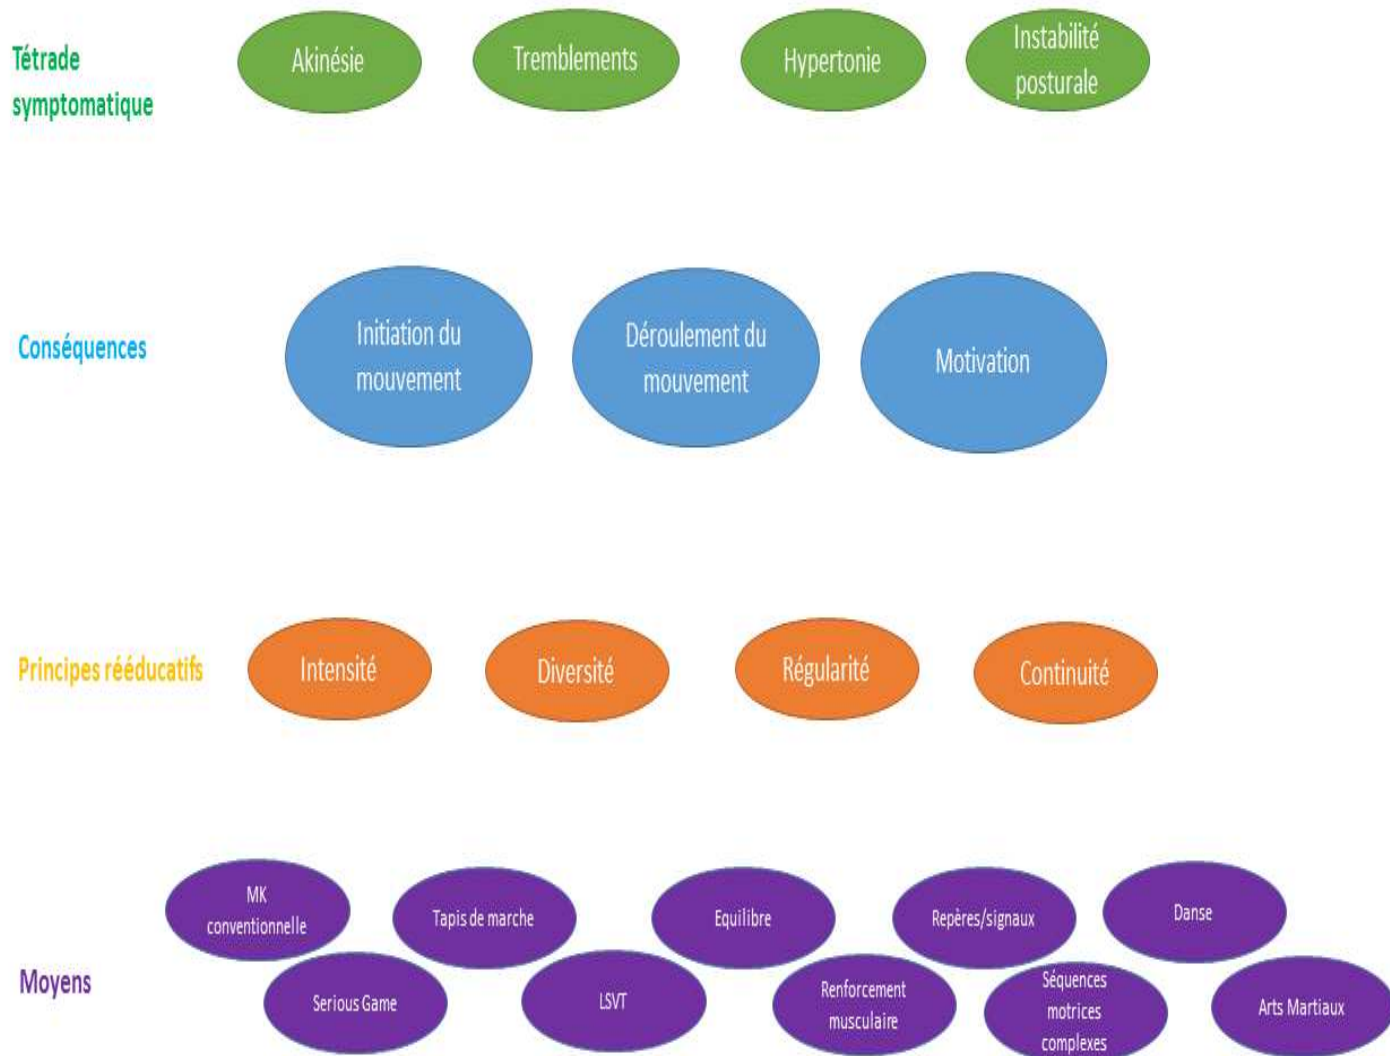 Tétrade
symptomatique
Akinésie
Tremblements
Hypertonie
Instabilité
posturale
Conséquences
Initiation du
mouvement
Déroulement du
mouvement
Motivation
Principes rééducatifs
Intensité
Diversité
Régularité
Continuité
Moyens
MK
conventionnelle
Tapis de marche
Equilibre
Repères/signaux
Danse
Serious Game
LSVT
Renforcement
musculaire
Séquences
motrices
complexes
Arts Martiaux